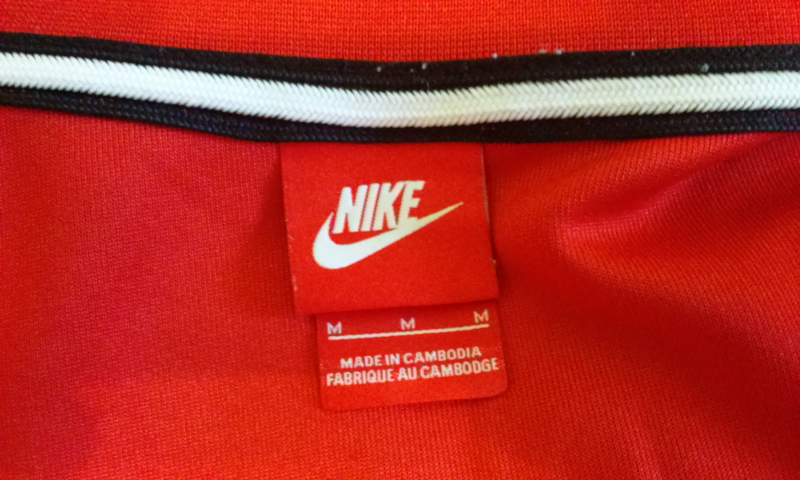 NIKE
M M M
MADE IN CAMBODIA
FABRIQUE AU CAMBODGE